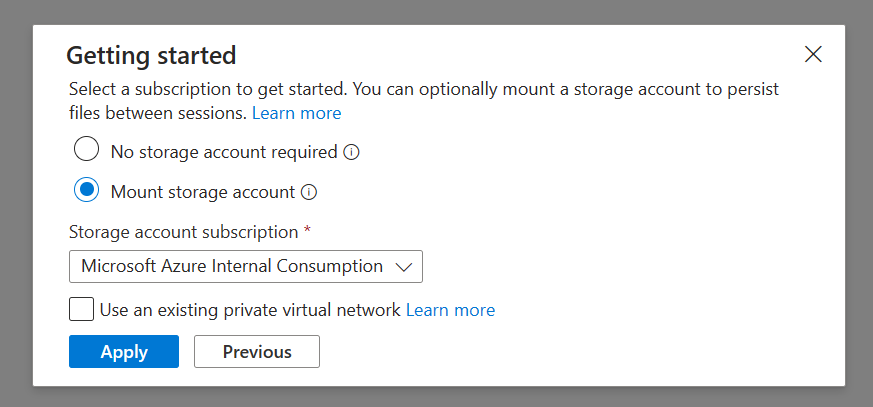 Getting started
Select a subscription to get started. You can optionally mount a storage account to persist
files between sessions. Learn more
No storage account required
Mount storage account
Storage account subscription *
Microsoft Azure Internal Consumption
Use an existing private virtual network Learn more
Apply Previous